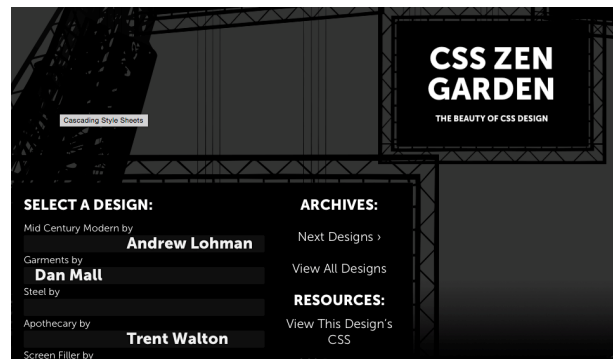 CSS ZEN
GARDEN
THE BEAUTY OF CSS DESIGN
Cascading Style Sheets
SELECT A DESIGN:
Mid Century Modern by
Andrew Lohman
Garments by
Dan Mall
Steel by
Apothecary by
Trent Walton
Screen Filler by
ARCHIVES:
Next Designs ›
View All Designs
RESOURCES:
View This Design's
CSS